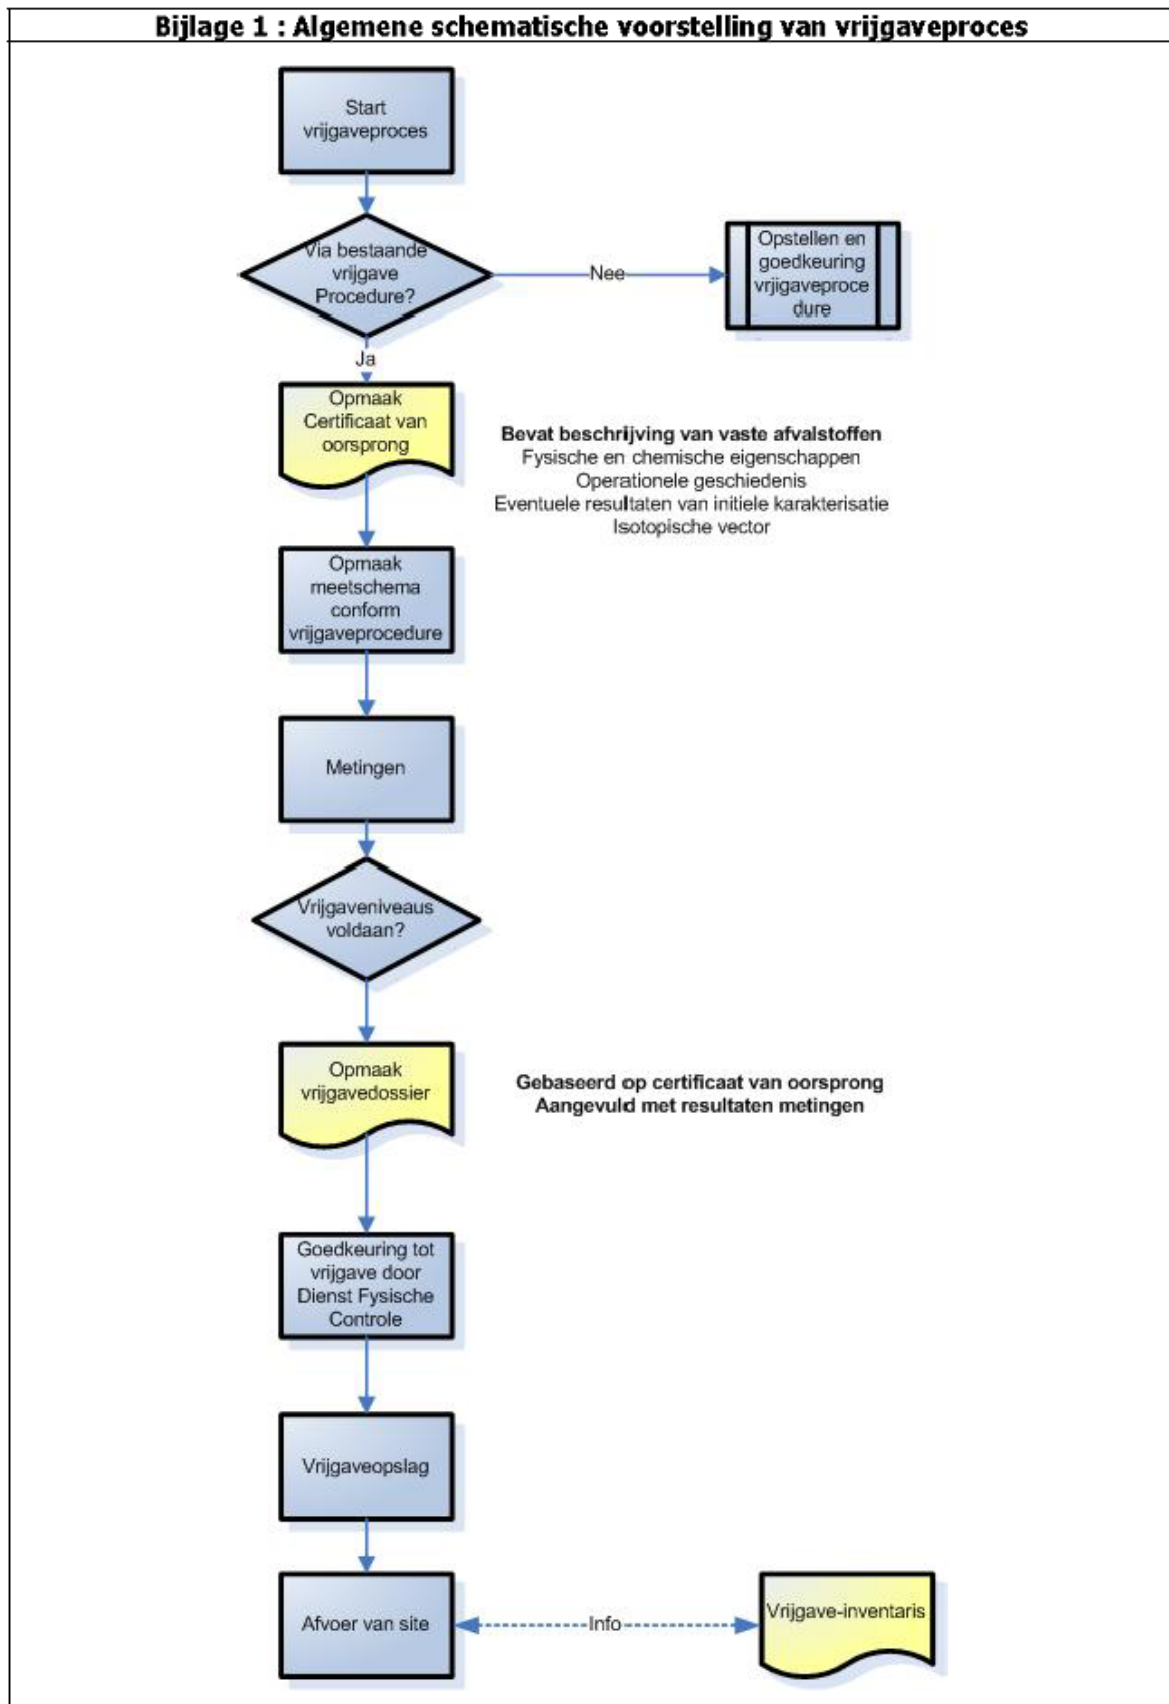 Bijlage 1 : Algemene schematische voorstelling van vrijgaveproces
Start
vrijgaveproces
Via bestaande
vrijgave
Procedure?
Nee
Opstellen en
goedkeuring
vrjigaveproce
dure
Ja
Opmaak
Certificaat van
oorsprong
Bevat beschrijving van vaste afvalstoffen
Fysische en chemische eigenschappen
Operationele geschiedenis
Eventuele resultaten van initiele karakterisatie
Isotopische vector
Opmaak
meetschema
conform
vrijgaveprocedure
Metingen
Vrijgaveniveaus
voldaan?
Opmaak
vrijgavedossier
Gebaseerd op certificaat van oorsprong
Aangevuld met resultaten metingen
Goedkeuring tot
vrijgave door
Dienst Fysische
Controle
Vrijgaveopslag
Afvoer van site
Info
Vrijgave-inventaris